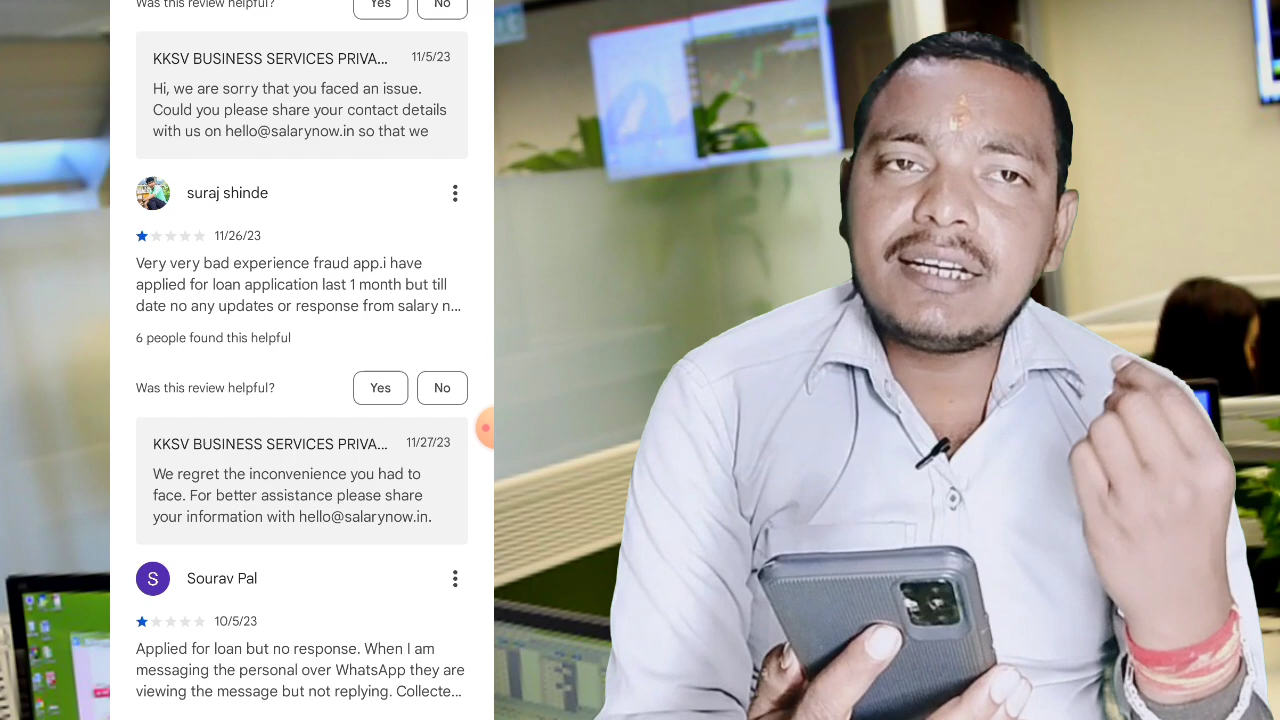 Was this review helpful?
Yes
No
KKSV BUSINESS SERVICES PRIVA...
11/5/23
Hi, we are sorry that you faced an issue.
Could you please share your contact details
with us on hello@salarynow.in so that we
suraj shinde
11/26/23
Very very bad experience fraud app.i have
applied for loan application last 1 month but till
date no any updates or response from salary n...
6 people found this helpful
Was this review helpful?
Yes
No
KKSV BUSINESS SERVICES PRIVA...
11/27/23
We regret the inconvenience you had to
face. For better assistance please share
your information with hello@salarynow.in.
S
Sourav Pal
10/5/23
Applied for loan but no response. When I am
messaging the personal over WhatsApp they are
viewing the message but not replying. Collecte...